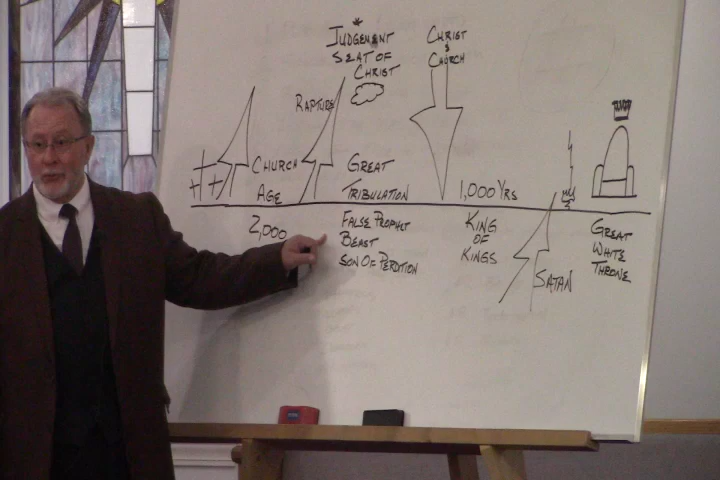 JUDGEMENT
SEAT OF
CHRIST
CHRIST
&
CHURCH
RAPTURE
CHURCH
AGE
GREAT
TRIBULATION
1,000 YRS
2,000
FALSE PROPHET
BEAST
SON OF PERDITION
KING
OF
KINGS
SATAN
GREAT
WHITE
THRONE